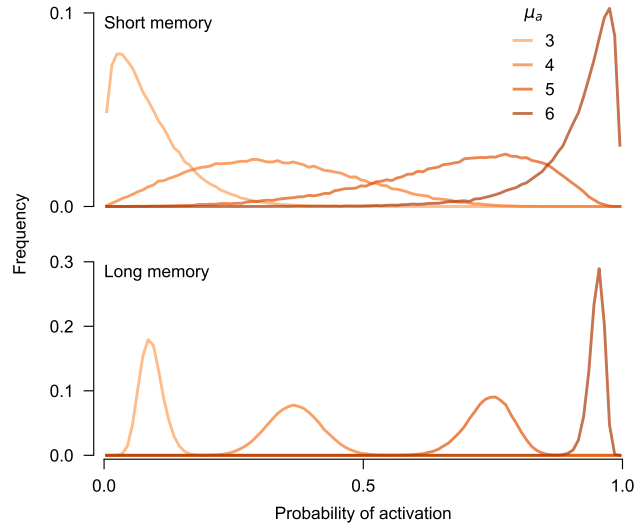 0.1
Short memory
μₐ
3
4
5
6
0.0
Frequency
0.3
Long memory
0.2
0.1
0.0
0.0
0.5
1.0
Probability of activation